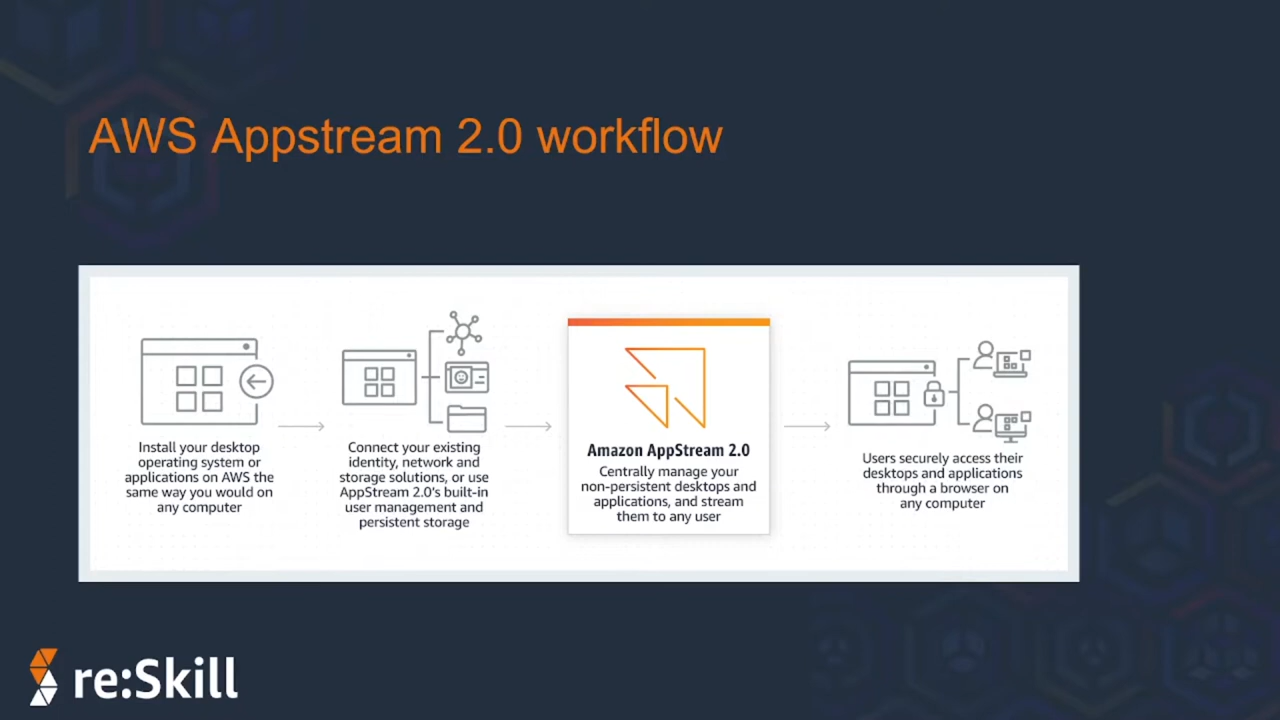 AWS Appstream 2.0 workflow
Install your desktop
operating system or
applications on AWS the
same way you would on
any computer
Connect your existing
identity, network and
storage solutions, or use
AppStream 2.0's built-in
user management and
persistent storage
Amazon AppStream 2.0
Centrally manage your
non-persistent desktops and
applications, and stream
them to any user
Users securely access their
desktops and applications
through a browser on
any computer
re:Skill